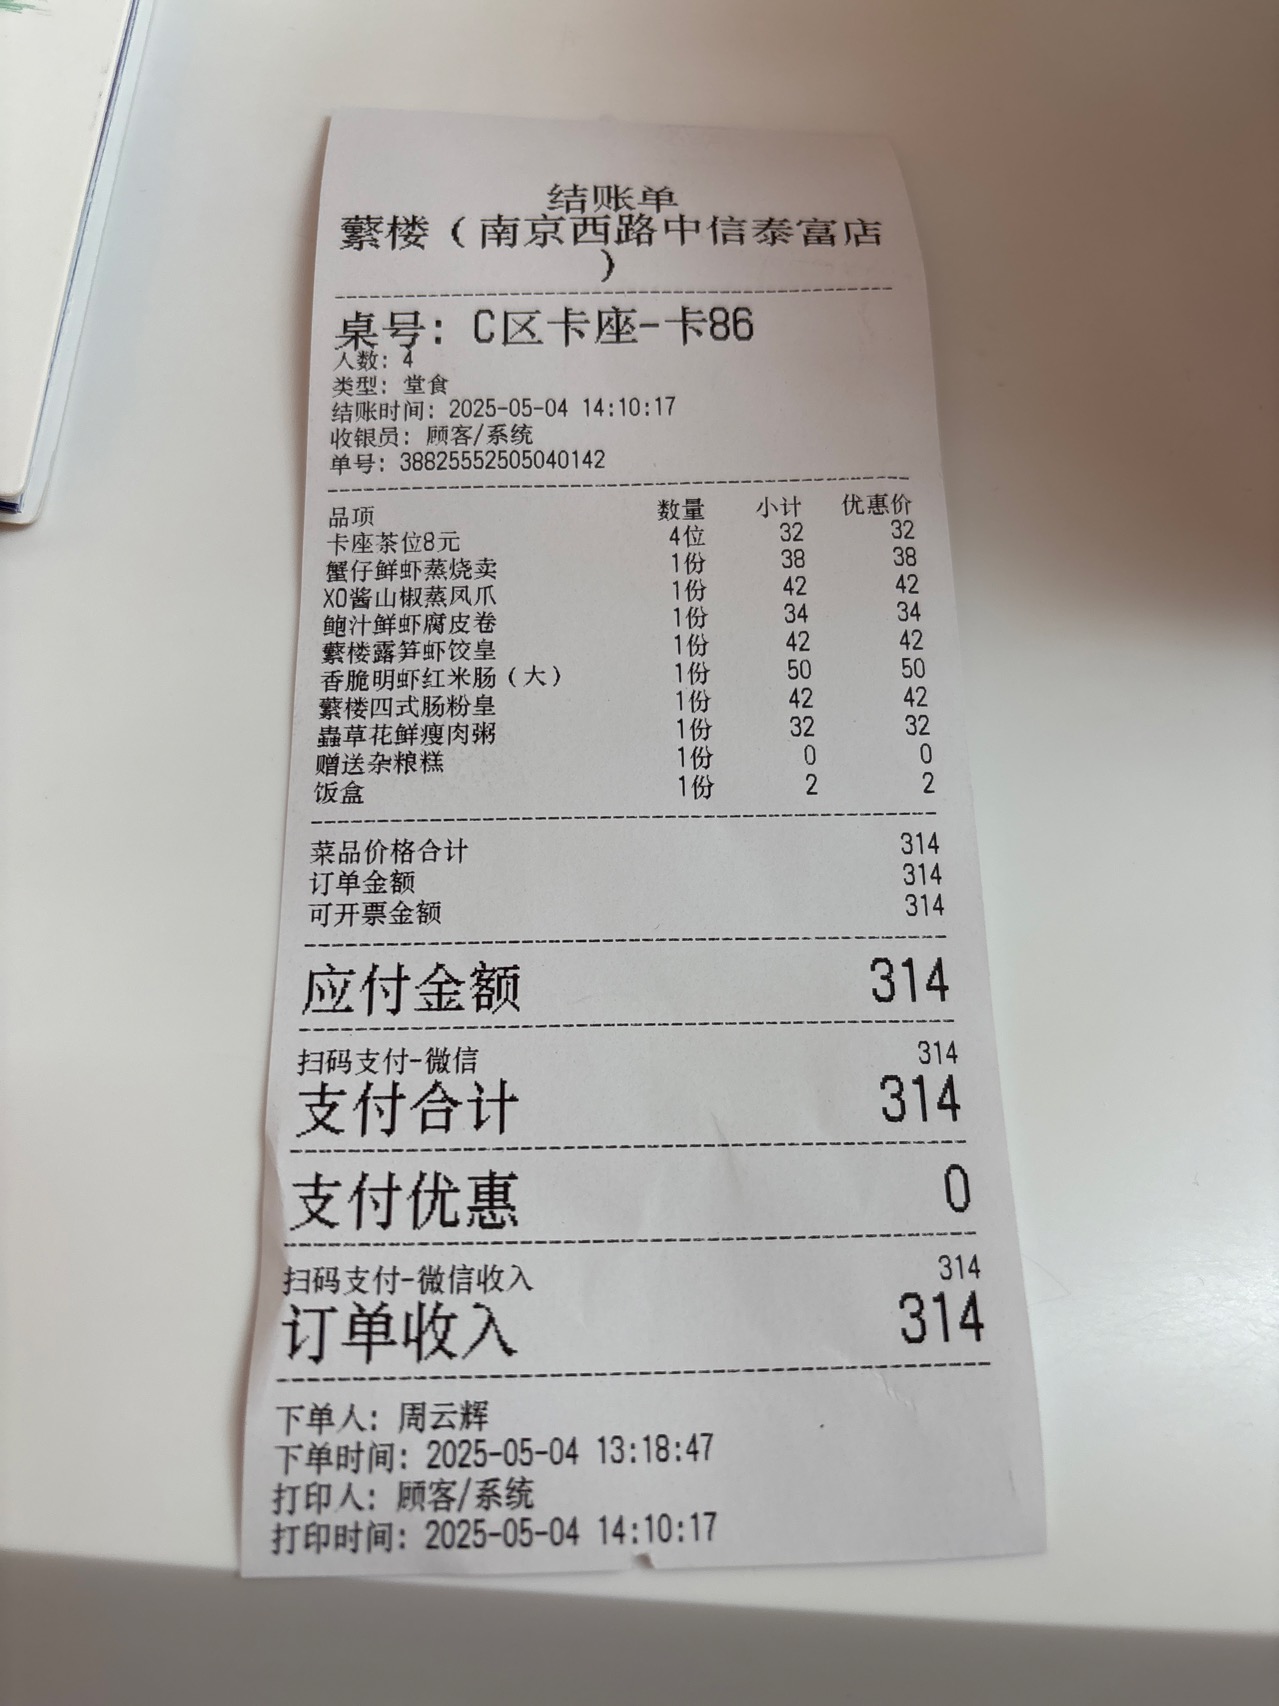 结账单
蘩楼（南京西路中信泰富店
）
桌号: C区卡座-卡86
人数: 4
类型: 堂食
结账时间: 2025-05-04 14:10:17
收银员: 顾客/系统
单号: 38825552505040142
品项 数量 小计 优惠价
卡座茶位8元 4位 32 32
蟹仔鲜虾蒸烧卖 1份 38 38
XO酱山椒蒸凤爪 1份 42 42
鲍汁鲜虾腐皮卷 1份 34 34
蘩楼露笋虾饺皇 1份 42 42
香脆明虾红米肠（大） 1份 50 50
蘩楼四式肠粉皇 1份 42 42
蟲草花鲜瘦肉粥 1份 32 32
赠送杂粮糕 1份 0 0
饭盒 1份 2 2
菜品价格合计 314
订单金额 314
可开票金额 314
应付金额 314
扫码支付-微信 314
支付合计 314
支付优惠 0
扫码支付-微信收入 314
订单收入 314
下单人: 周云辉
下单时间: 2025-05-04 13:18:47
打印人: 顾客/系统
打印时间: 2025-05-04 14:10:17